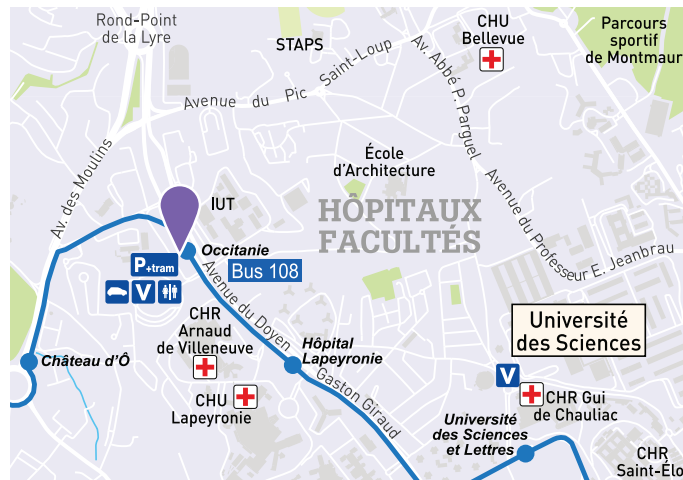 Rond-Point
de la Lyre
STAPS
CHU
Bellevue
Parcours
sportif
de Montmaur
Avenue du Pic Saint-Loup
Av. Abbé P. Parguel
Av. des Moulins
École
d'Architecture
IUT
HÔPITAUX
FACULTÉS
Avenue du Professeur E. Jeanbrau
Occitanie
P+tram
Bus 108
V
Avenue du Doyen Gaston Giraud
CHR
Arnaud
de Villeneuve
Université
des Sciences
Château d'Ô
Hôpital
Lapeyronie
V
CHU
Lapeyronie
CHR Gui
de Chauliac
Université
des Sciences
et Lettres
CHR
Saint-Élo